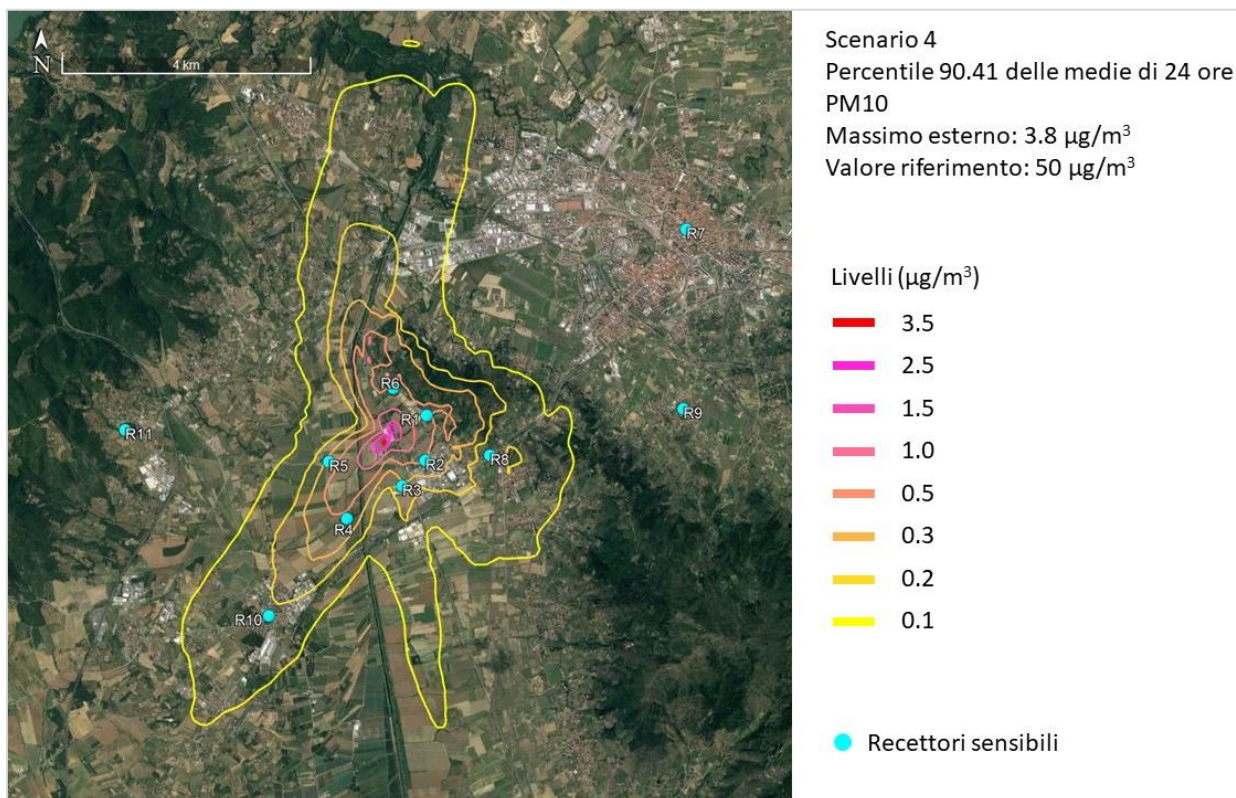 N
4 km
R7
R6
R1
R9
R11
R5
R2
R8
R3
R4
R10
Scenario 4
Percentile 90.41 delle medie di 24 ore
PM10
Massimo esterno: 3.8 µg/m³
Valore riferimento: 50 µg/m³
Livelli (µg/m³)
3.5
2.5
1.5
1.0
0.5
0.3
0.2
0.1
Recettori sensibili